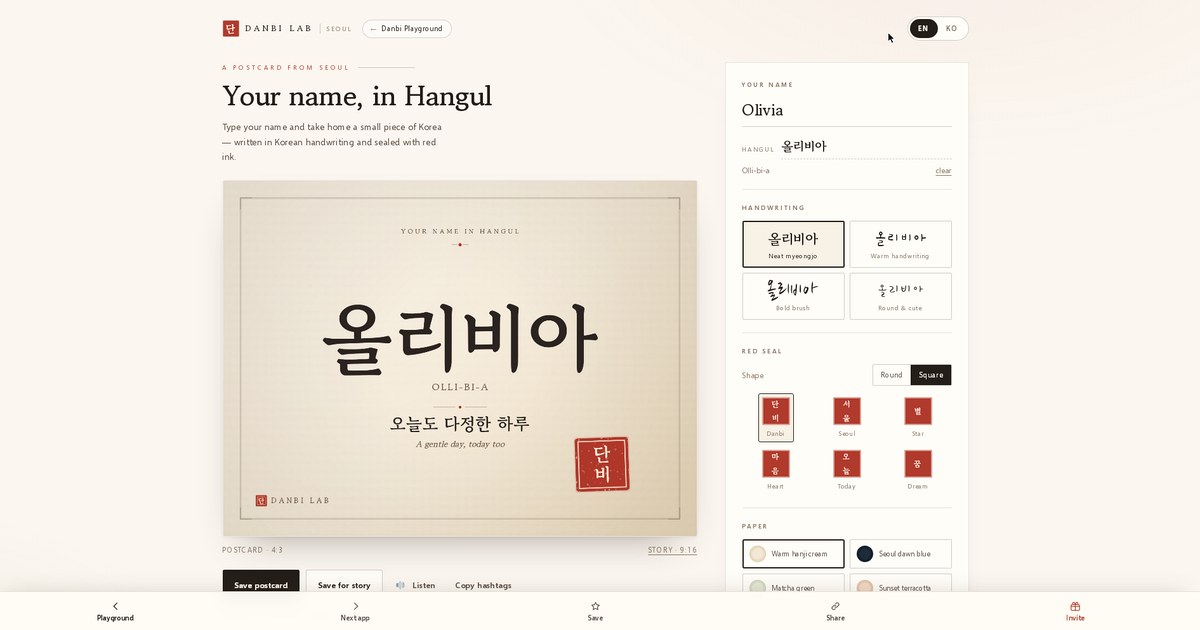 단 DANBI LAB SEOUL ← Danbi Playground EN KO
A POSTCARD FROM SEOUL
Your name, in Hangul
Type your name and take home a small piece of Korea
— written in Korean handwriting and sealed with red
ink.
YOUR NAME IN HANGUL
올리비아
OLLI-BI-A
오늘도 다정한 하루
A gentle day, today too
단
비
단 DANBI LAB
POSTCARD · 4:3 STORY · 9:16
Save postcard Save for story Listen Copy hashtags
YOUR NAME
Olivia
HANGUL 올리비아
Olli-bi-a clear
HANDWRITING
올리비아 올리비아
Neat myeongjo Warm handwriting
올리비아 올리비아
Bold brush Round & cute
RED SEAL
Shape Round Square
단비 서울 별
Danbi Seoul Star
마음 오늘 꿈
Heart Today Dream
PAPER
Warm hanji cream Seoul dawn blue
Matcha green Sunset terracotta
Playground Next app Save Share Invite